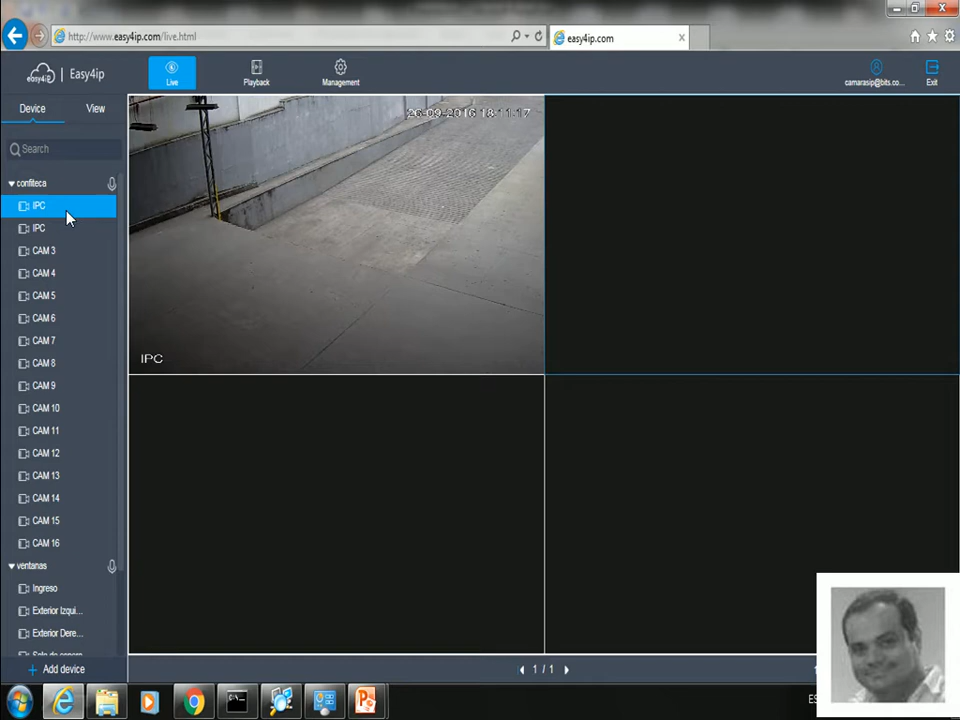 http://www.easy4ip.com/live.html
easy4ip.com
easy4ip
Easy4ip
Live
Playback
Management
camarasip@bits.co...
Exit
Device
View
Search
confiteca
IPC
IPC
CAM 3
CAM 4
CAM 5
CAM 6
CAM 7
CAM 8
CAM 9
CAM 10
CAM 11
CAM 12
CAM 13
CAM 14
CAM 15
CAM 16
ventanas
Ingreso
Exterior Izqui...
Exterior Dere...
Add device
26-09-2016 18:11:17
IPC
1 / 1
ES